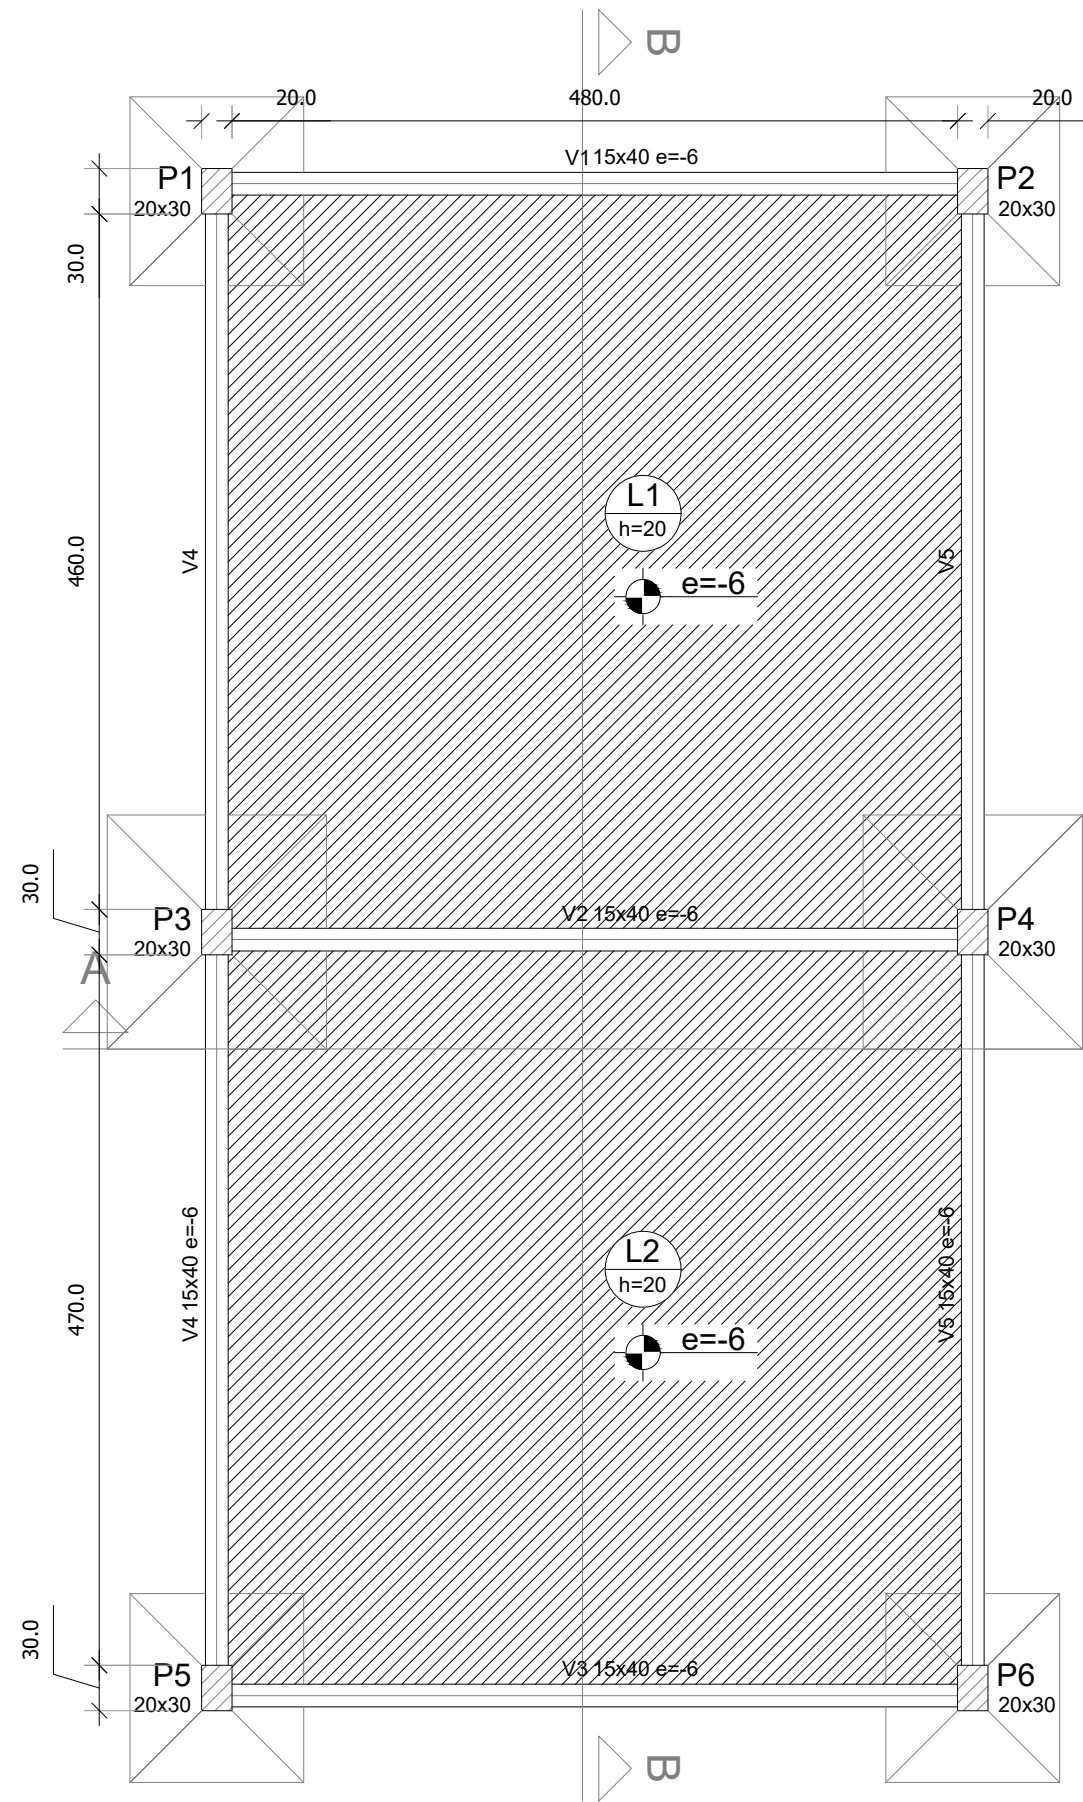 B
20.0
480.0
20.0
V1 15x40 e=-6
P1
20x30
P2
20x30
30.0
460.0
V4
V5
L1
h=20
e=-6
30.0
P3
20x30
V2 15x40 e=-6
P4
20x30
A
470.0
V4 15x40 e=-6
V5 15x40 e=-6
L2
h=20
e=-6
30.0
P5
20x30
V3 15x40 e=-6
P6
20x30
B